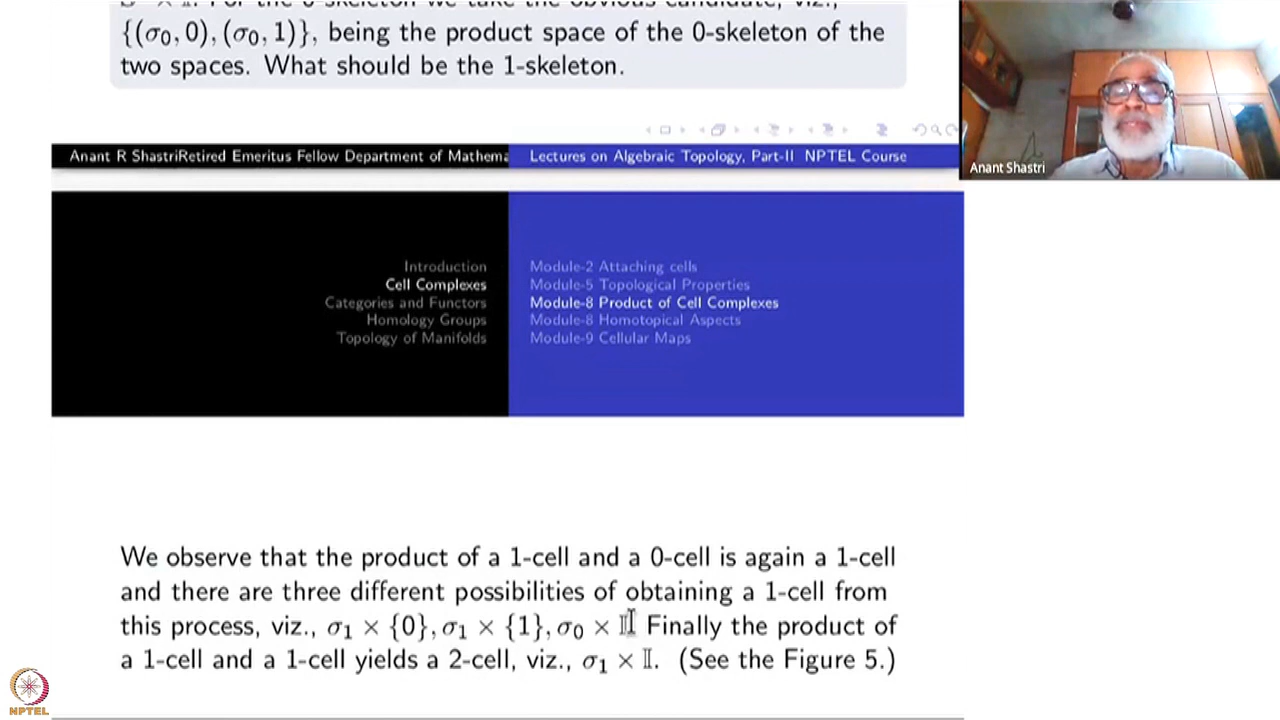 {(σ₀, 0), (σ₀, 1)}, being the product space of the 0-skeleton of the
two spaces. What should be the 1-skeleton.
Anant R ShastriRetired Emeritus Fellow Department of Mathema
Lectures on Algebraic Topology, Part-II NPTEL Course
Anant Shastri
Introduction
Cell Complexes
Categories and Functors
Homology Groups
Topology of Manifolds
Module-2 Attaching cells
Module-5 Topological Properties
Module-8 Product of Cell Complexes
Module-8 Homotopical Aspects
Module-9 Cellular Maps
We observe that the product of a 1-cell and a 0-cell is again a 1-cell
and there are three different possibilities of obtaining a 1-cell from
this process, viz., σ₁ × {0}, σ₁ × {1}, σ₀ × 𝕀 Finally the product of
a 1-cell and a 1-cell yields a 2-cell, viz., σ₁ × 𝕀. (See the Figure 5.)
NPTEL